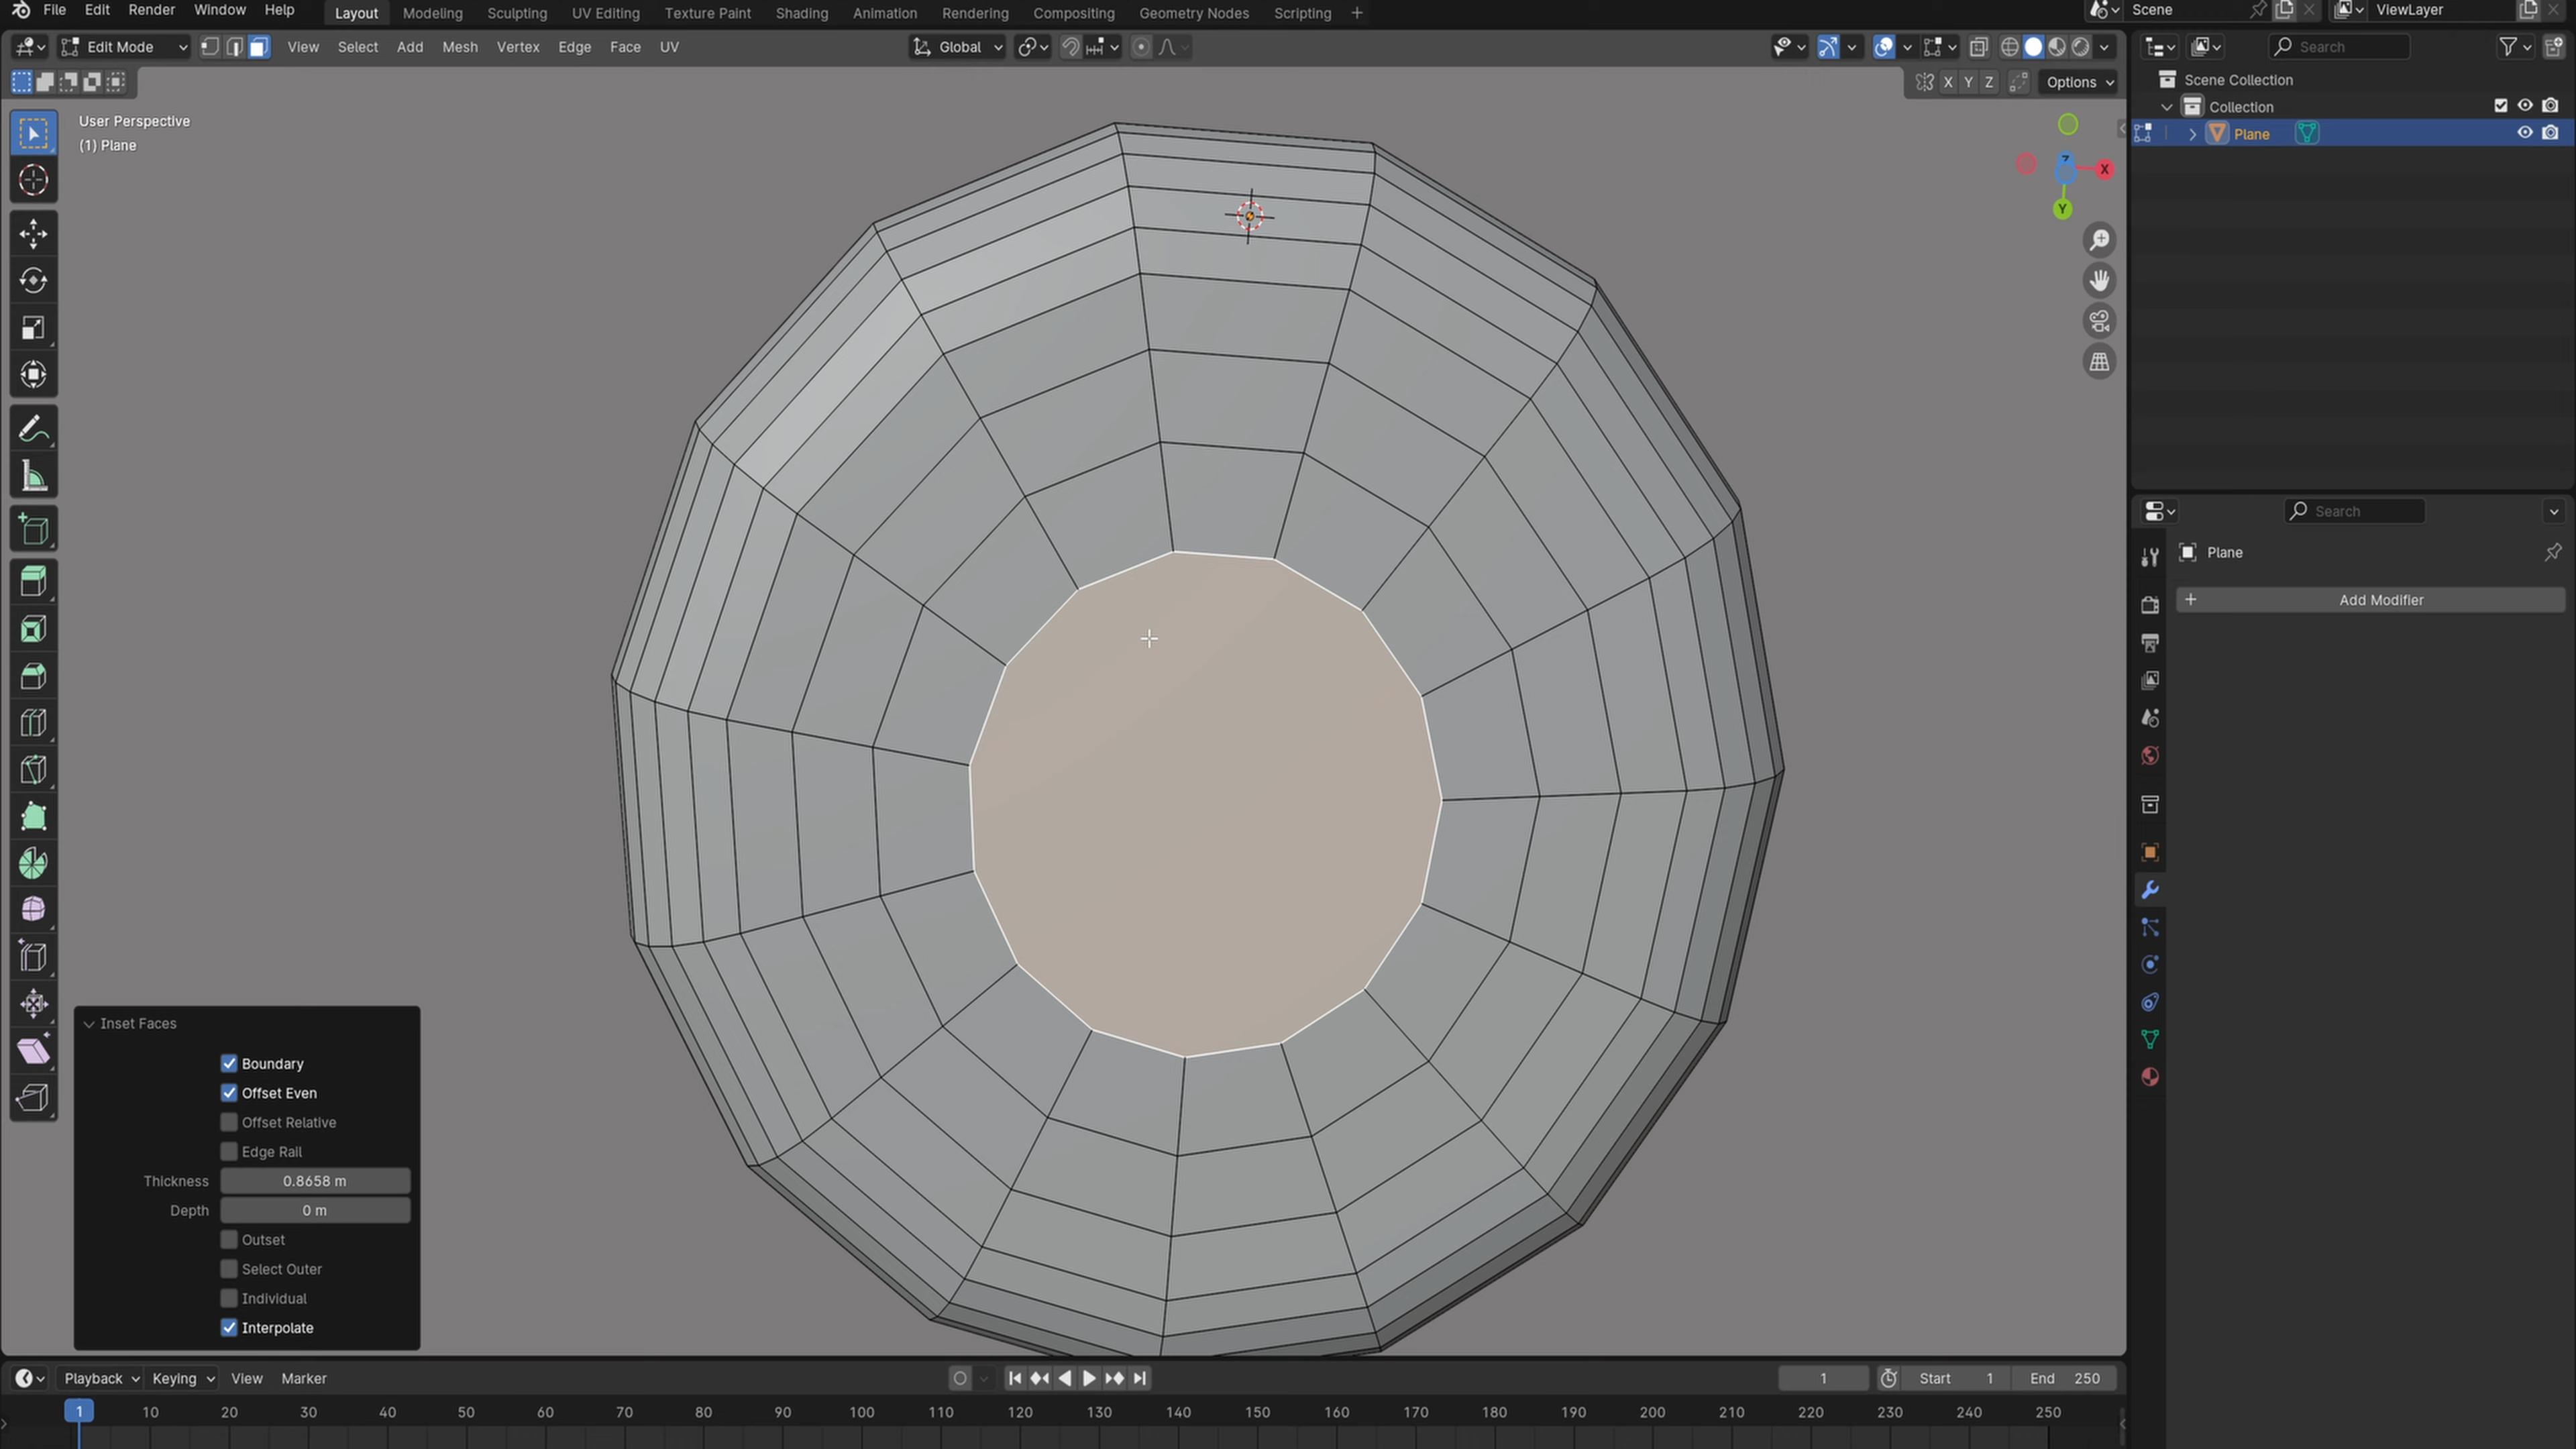 File Edit Render Window Help Layout Modeling Sculpting UV Editing Texture Paint Shading Animation Rendering Compositing Geometry Nodes Scripting + Scene ViewLayer
Edit Mode View Select Add Mesh Vertex Edge Face UV Global Search
X Y Z Options
Scene Collection
Collection
Plane
User Perspective
(1) Plane
Z
X
Y
Search
Plane
+ Add Modifier
Inset Faces
Boundary
Offset Even
Offset Relative
Edge Rail
Thickness 0.8658 m
Depth 0 m
Outset
Select Outer
Individual
Interpolate
Playback Keying View Marker 1 Start 1 End 250
1 10 20 30 40 50 60 70 80 90 100 110 120 130 140 150 160 170 180 190 200 210 220 230 240 250